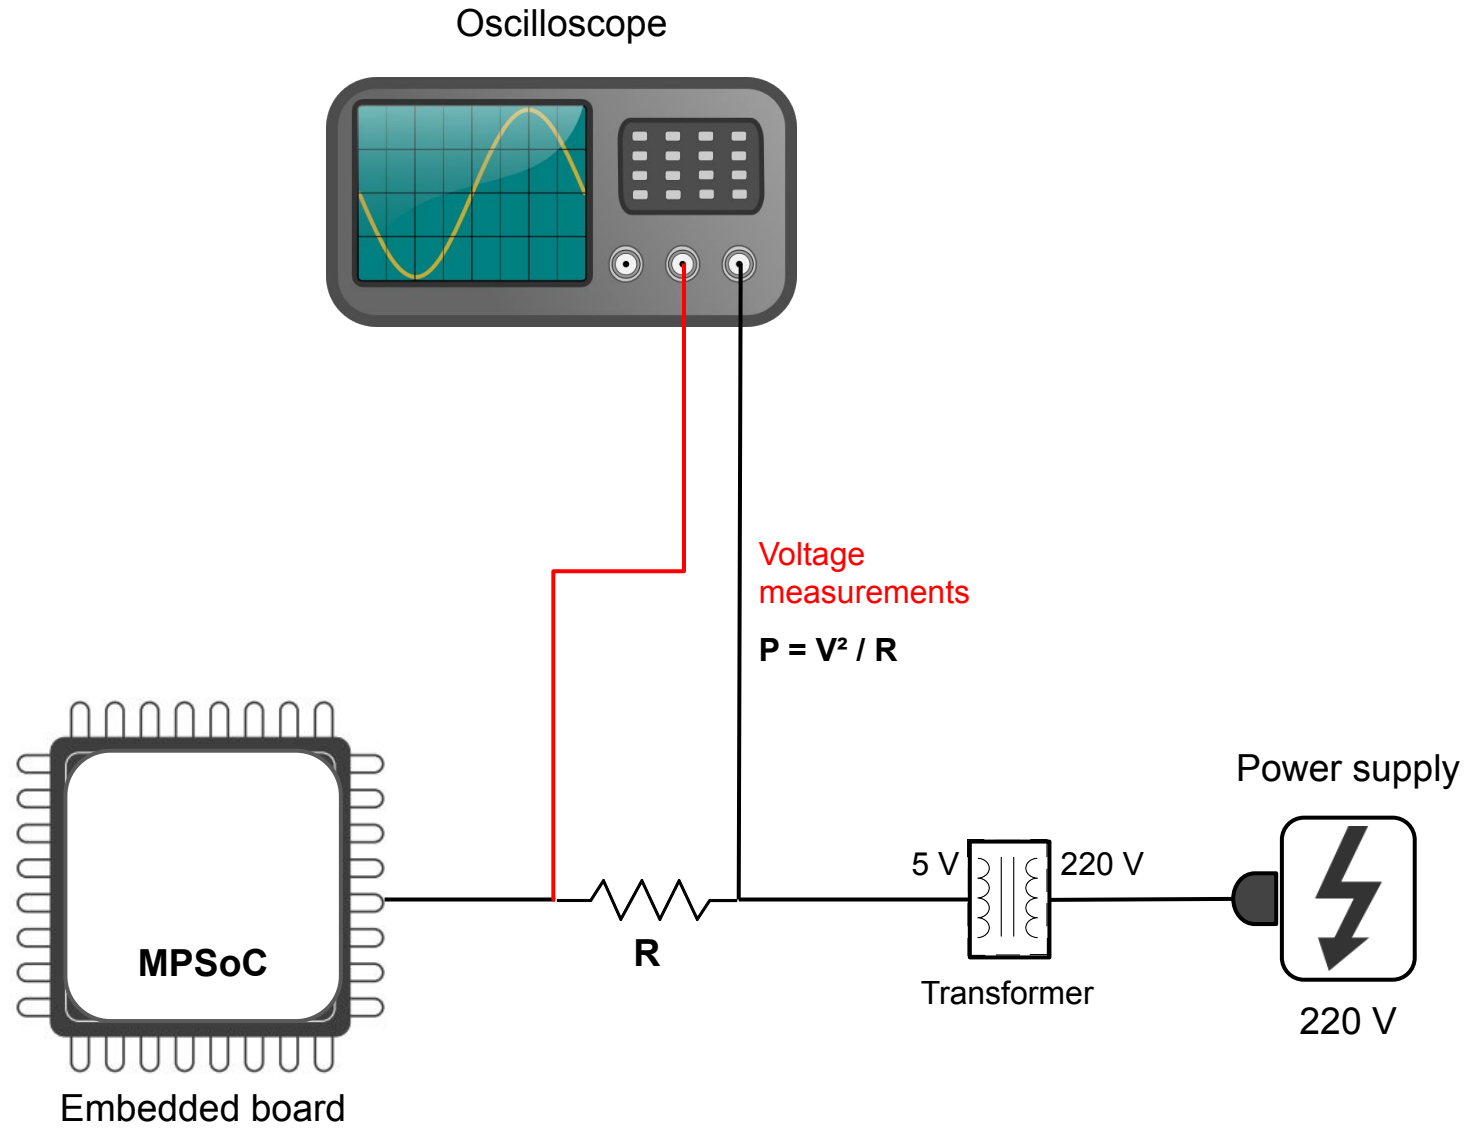 Oscilloscope
Voltage
measurements
P = V² / R
Power supply
5 V
220 V
R
MPSoC
Transformer
220 V
Embedded board